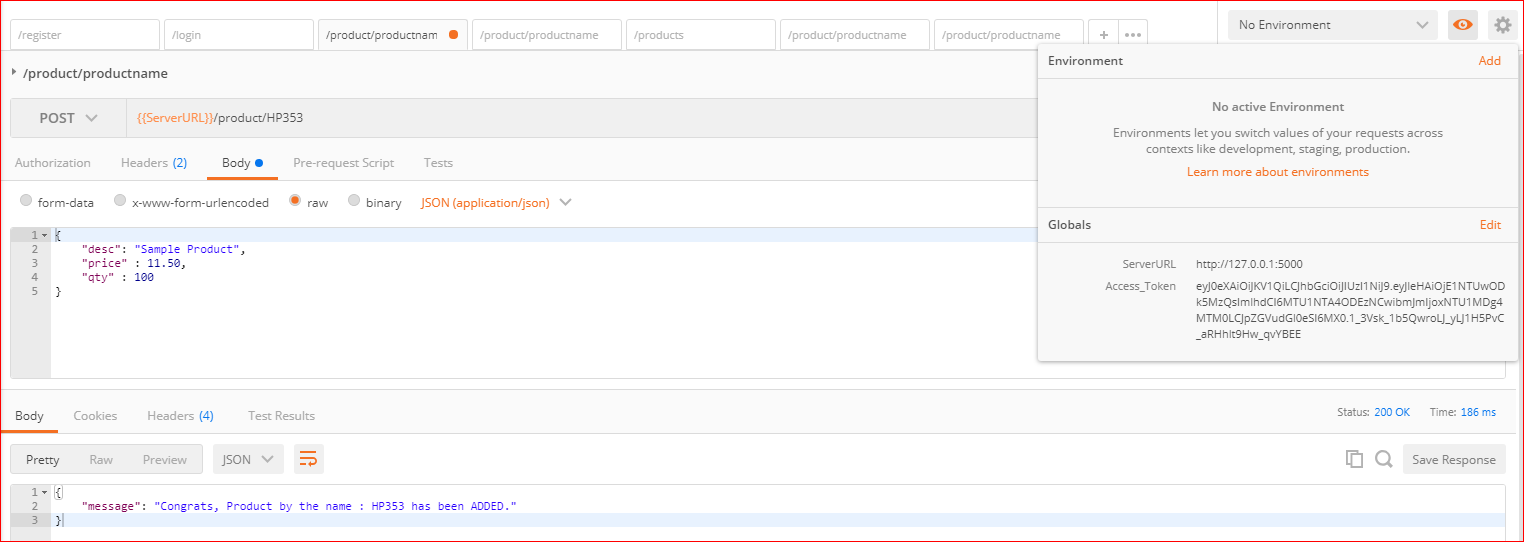 /register /login /product/productnam /product/productname /products /product/productname /product/productname + ••• No Environment
/product/productname
POST {{ServerURL}}/product/HP353
Authorization Headers (2) Body Pre-request Script Tests
form-data x-www-form-urlencoded raw binary JSON (application/json)
1 {
2 "desc": "Sample Product",
3 "price" : 11.50,
4 "qty" : 100
5 }
Environment Add
No active Environment
Environments let you switch values of your requests across
contexts like development, staging, production.
Learn more about environments
Globals Edit
ServerURL http://127.0.0.1:5000
Access_Token eyJ0eXAiOiJKV1QiLCJhbGciOiJIUzI1NiJ9.eyJleHAiOjE1NTUwOD
k5MzQsImlhdCI6MTU1NTA4ODEzNCwibmJmIjoxNTU1MDg4
MTM0LCJpZGVudGl0eSI6MX0.1_3Vsk_1b5QwroLJ_yLJ1H5PvC
_aRHhlt9Hw_qvYBEE
Body Cookies Headers (4) Test Results Status: 200 OK Time: 186 ms
Pretty Raw Preview JSON Save Response
1 {
2 "message": "Congrats, Product by the name : HP353 has been ADDED."
3 }